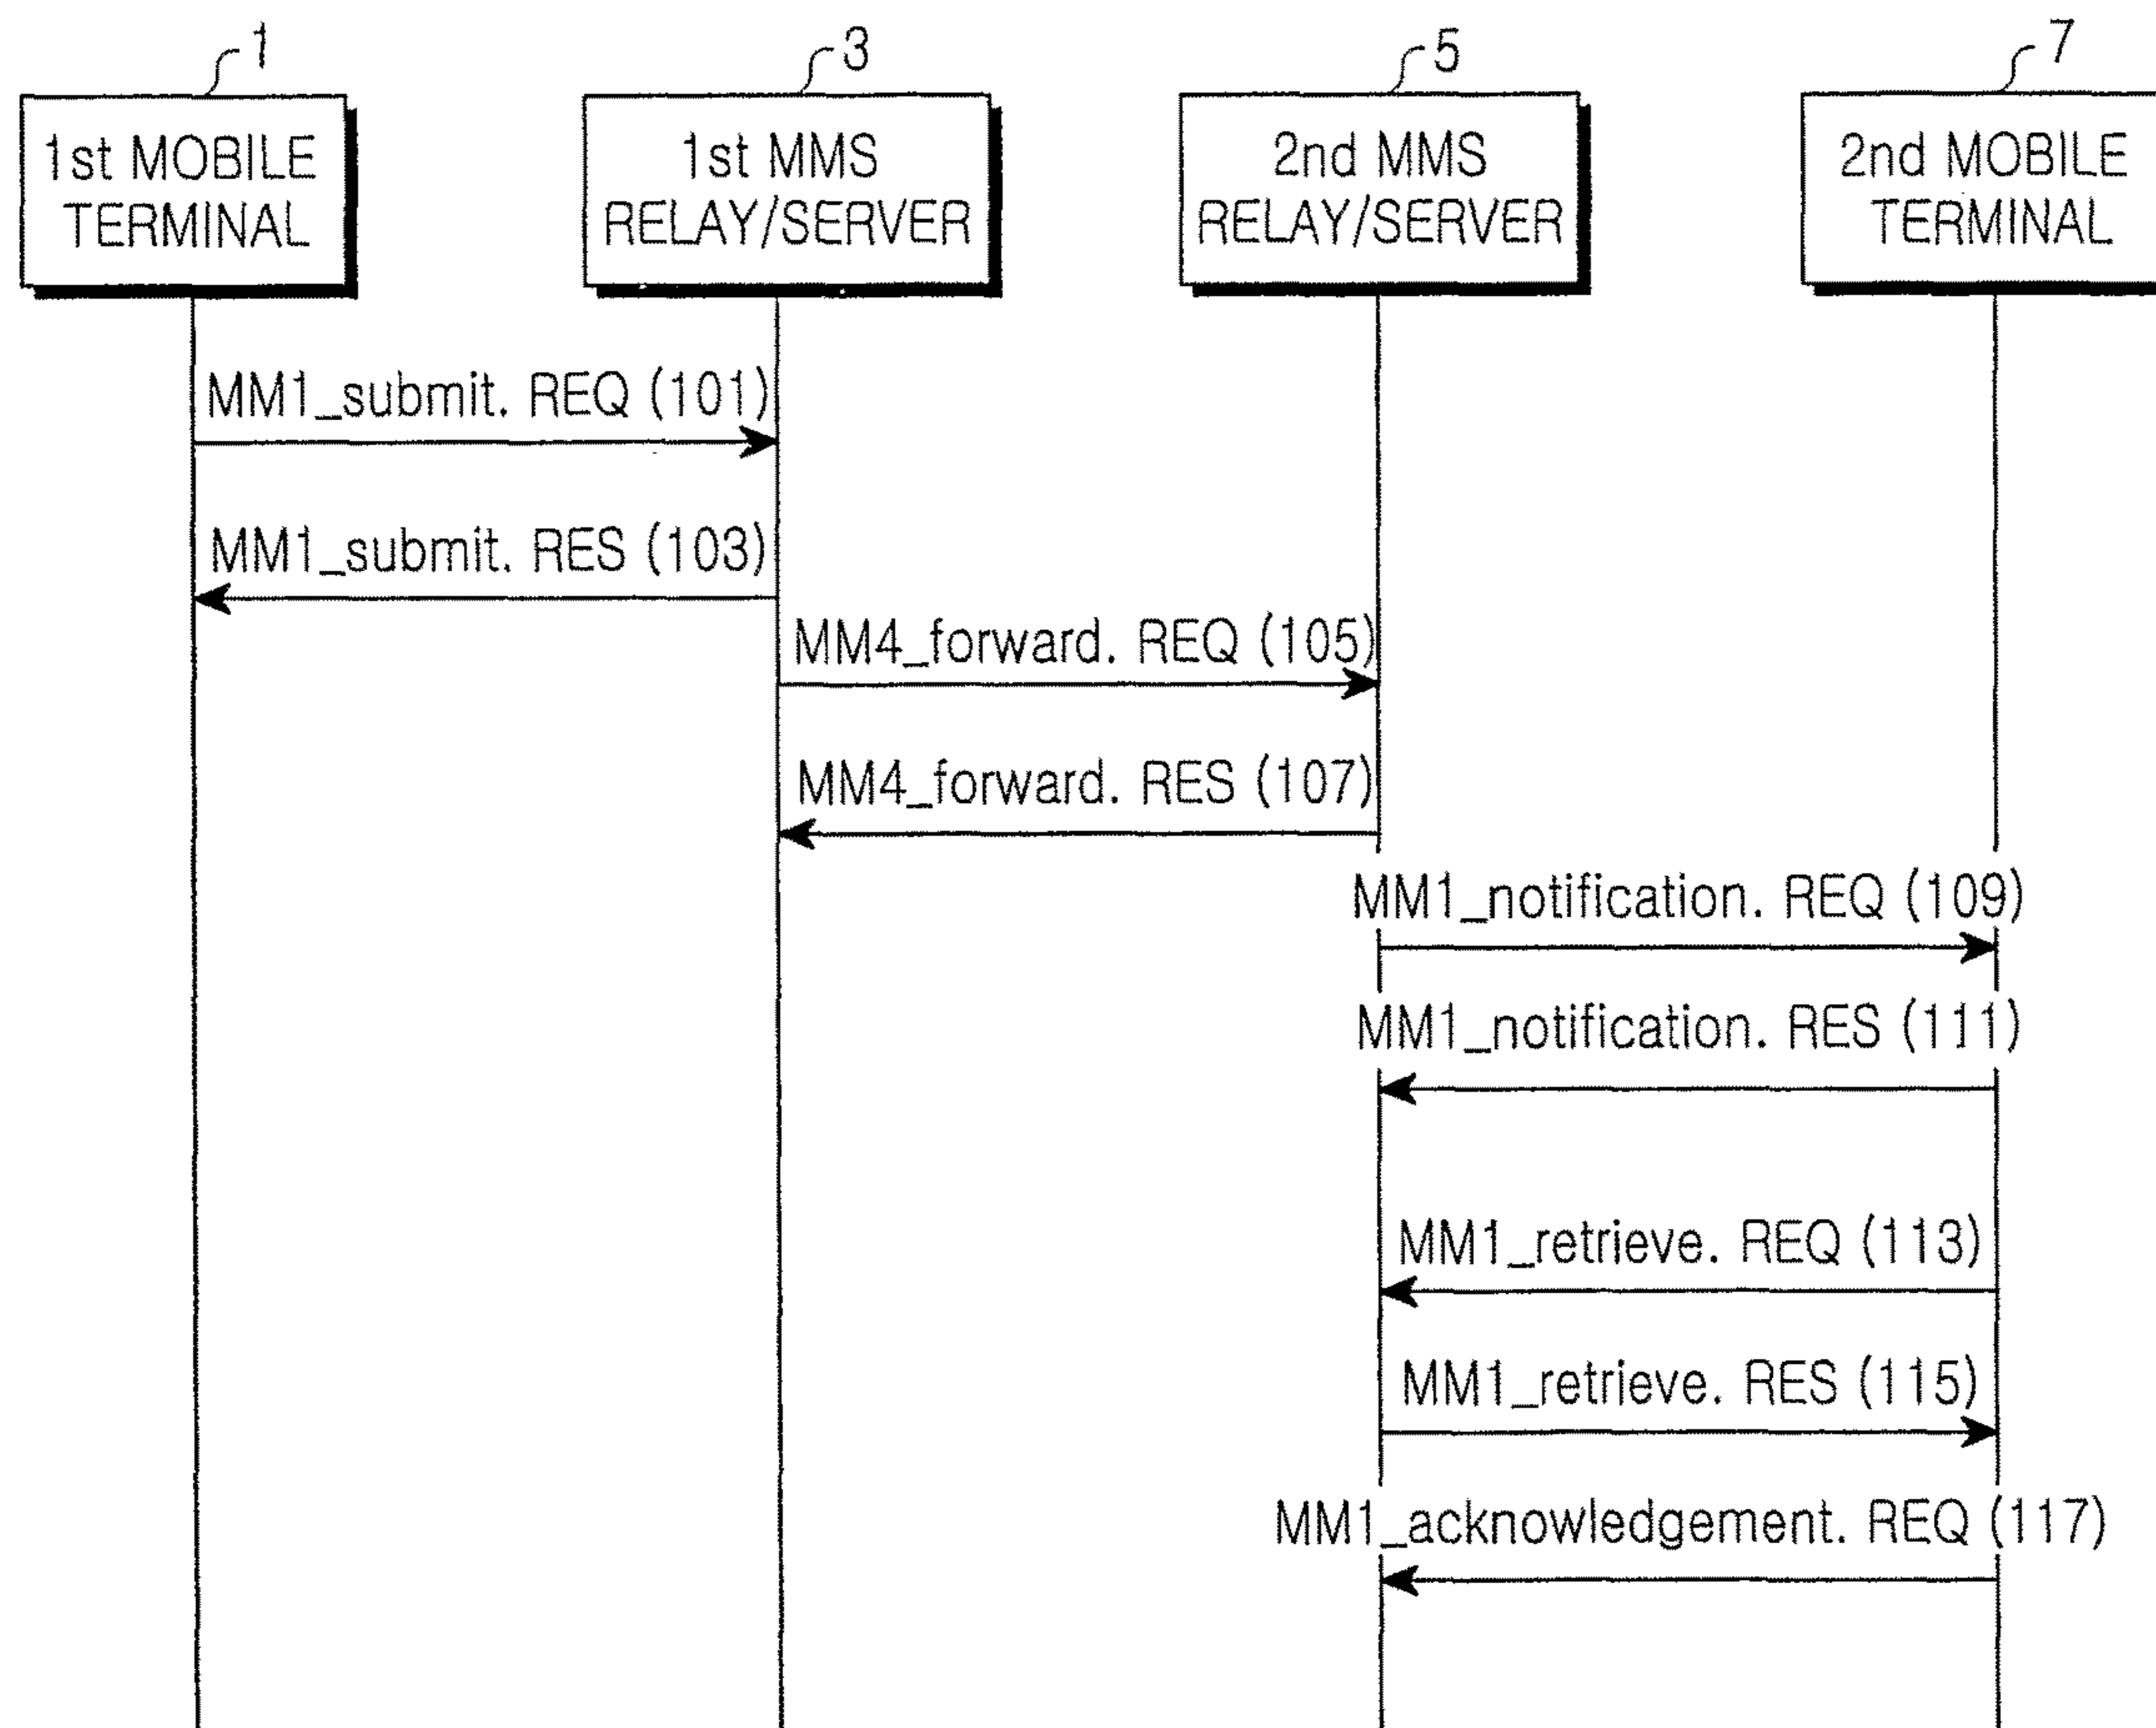 1
3
5
7
1st MOBILE
TERMINAL
1st MMS
RELAY/SERVER
2nd MMS
RELAY/SERVER
2nd MOBILE
TERMINAL
MM1_submit. REQ (101)
MM1_submit. RES (103)
MM4_forward. REQ (105)
MM4_forward. RES (107)
MM1_notification. REQ (109)
MM1_notification. RES (111)
MM1_retrieve. REQ (113)
MM1_retrieve. RES (115)
MM1_acknowledgement. REQ (117)